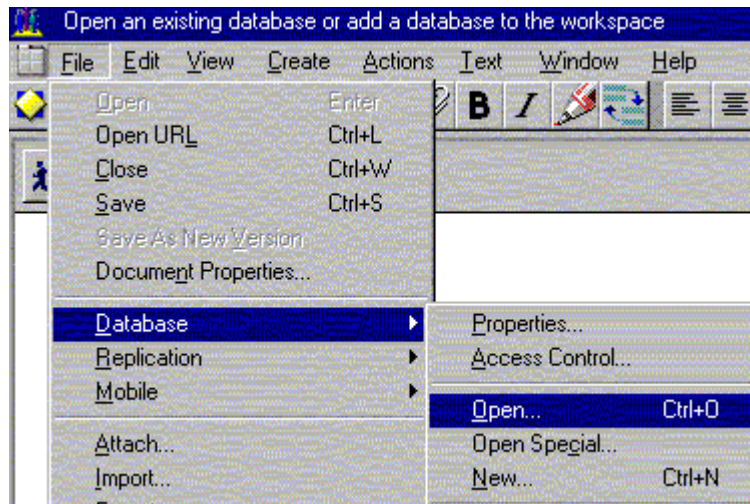 Open an existing database or add a database to the workspace
File Edit View Create Actions Text Window Help
B I
Open Enter
Open URL Ctrl+L
Close Ctrl+W
Save Ctrl+S
Save As New Version
Document Properties...
Database
Replication
Mobile
Attach...
Import...
Properties...
Access Control...
Open... Ctrl+O
Open Special...
New... Ctrl+N